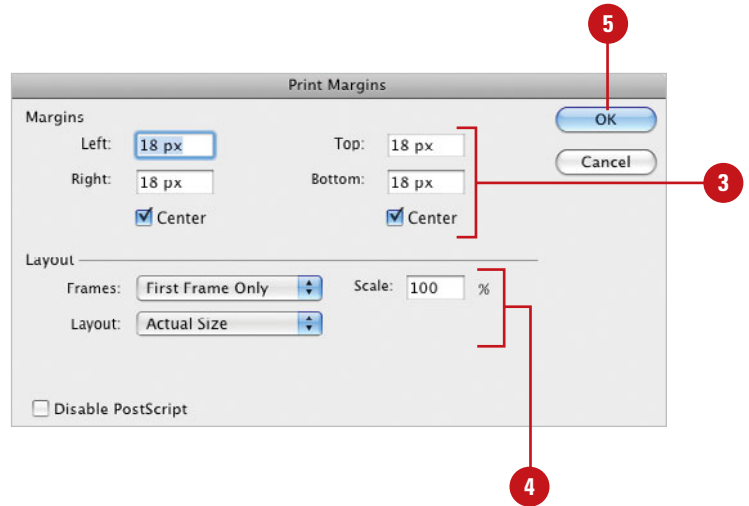 5
Print Margins
Margins
OK
Left: 18 px Top: 18 px
Cancel
3
Right: 18 px Bottom: 18 px
Center Center
Layout
Frames: First Frame Only Scale: 100 %
Layout: Actual Size
Disable PostScript
4